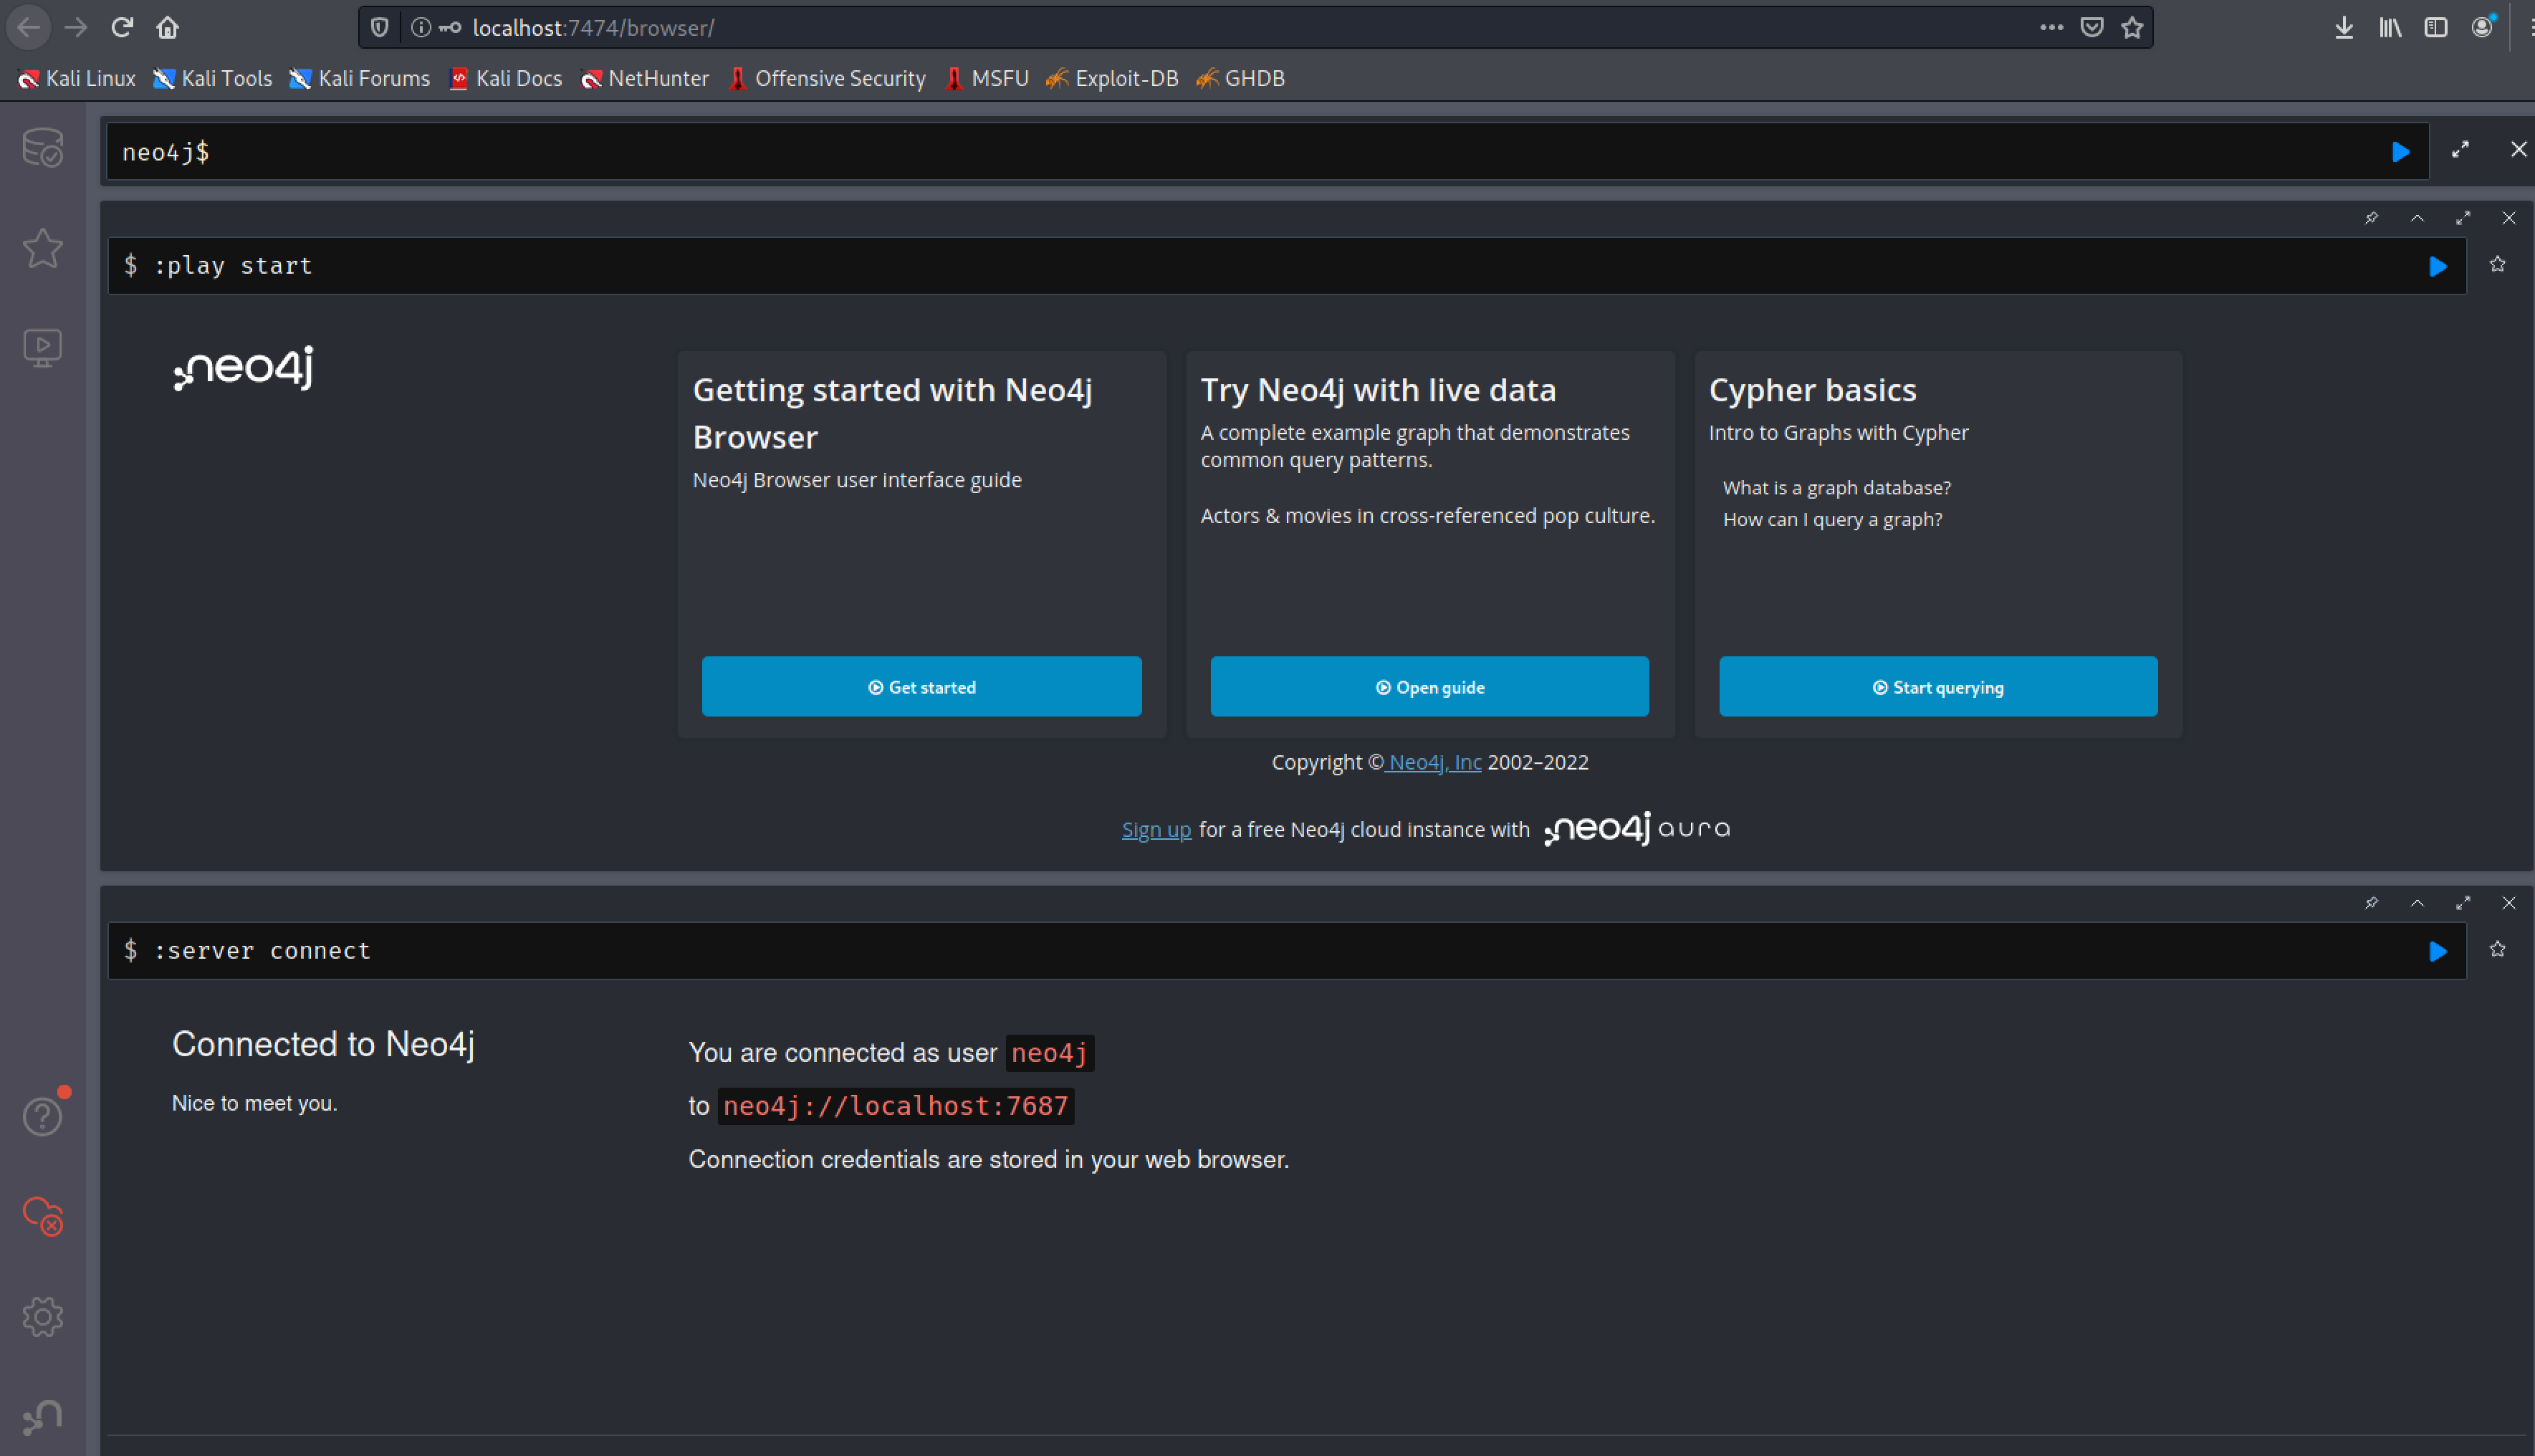 localhost:7474/browser/
Kali Linux Kali Tools Kali Forums Kali Docs NetHunter Offensive Security MSFU Exploit-DB GHDB
neo4j$
$ :play start
neo4j
Getting started with Neo4j
Browser
Neo4j Browser user interface guide
Get started
Try Neo4j with live data
A complete example graph that demonstrates
common query patterns.
Actors & movies in cross-referenced pop culture.
Open guide
Cypher basics
Intro to Graphs with Cypher
What is a graph database?
How can I query a graph?
Start querying
Copyright © Neo4j, Inc 2002–2022
Sign up for a free Neo4j cloud instance with neo4j aura
$ :server connect
Connected to Neo4j
Nice to meet you.
You are connected as user neo4j
to neo4j://localhost:7687
Connection credentials are stored in your web browser.